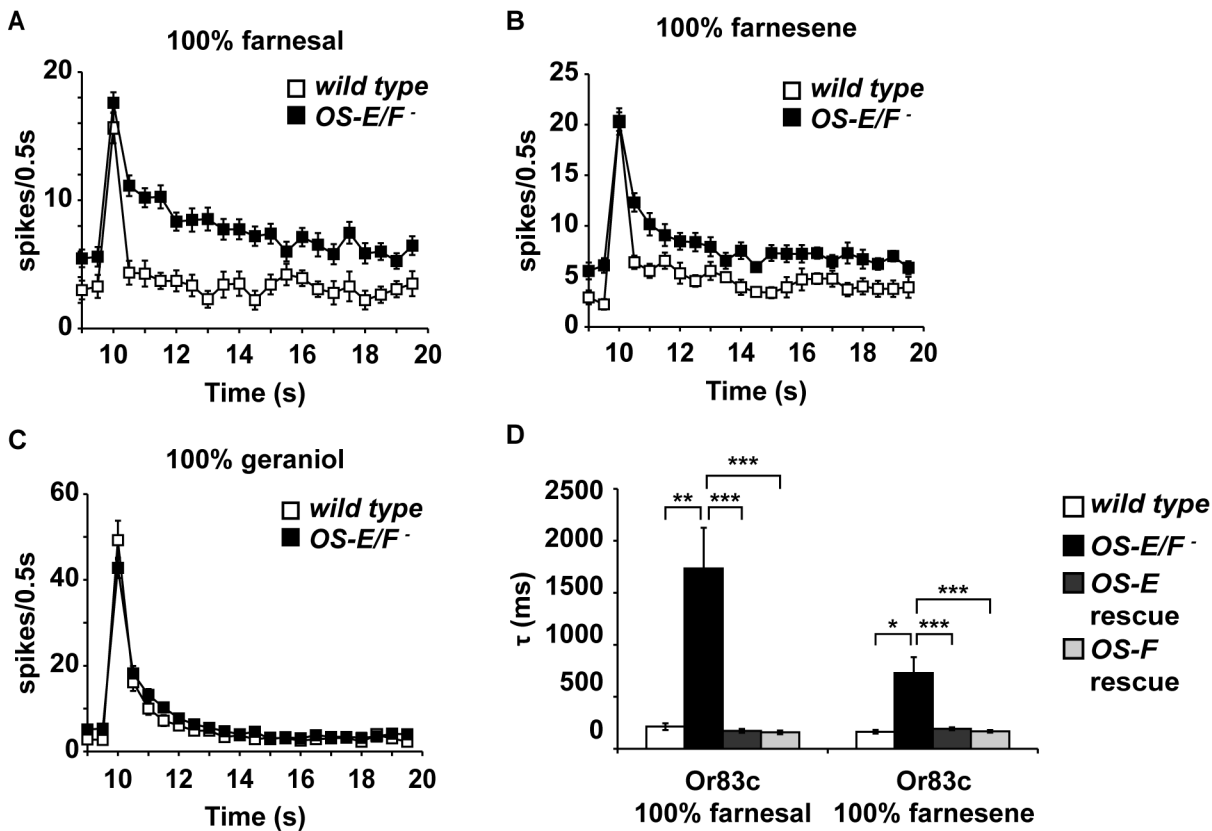 A
100% farnesal
wild type
OS-E/F -
spikes/0.5s
20
10
0
10 12 14 16 18 20
Time (s)
B
100% farnesene
wild type
OS-E/F -
spikes/0.5s
25
20
15
10
5
0
10 12 14 16 18 20
Time (s)
C
100% geraniol
wild type
OS-E/F -
spikes/0.5s
60
40
20
0
10 12 14 16 18 20
Time (s)
D
wild type
OS-E/F -
OS-E
rescue
OS-F
rescue
τ (ms)
2500
2000
1500
1000
500
0
** *** ***
* *** ***
Or83c
100% farnesal
Or83c
100% farnesene